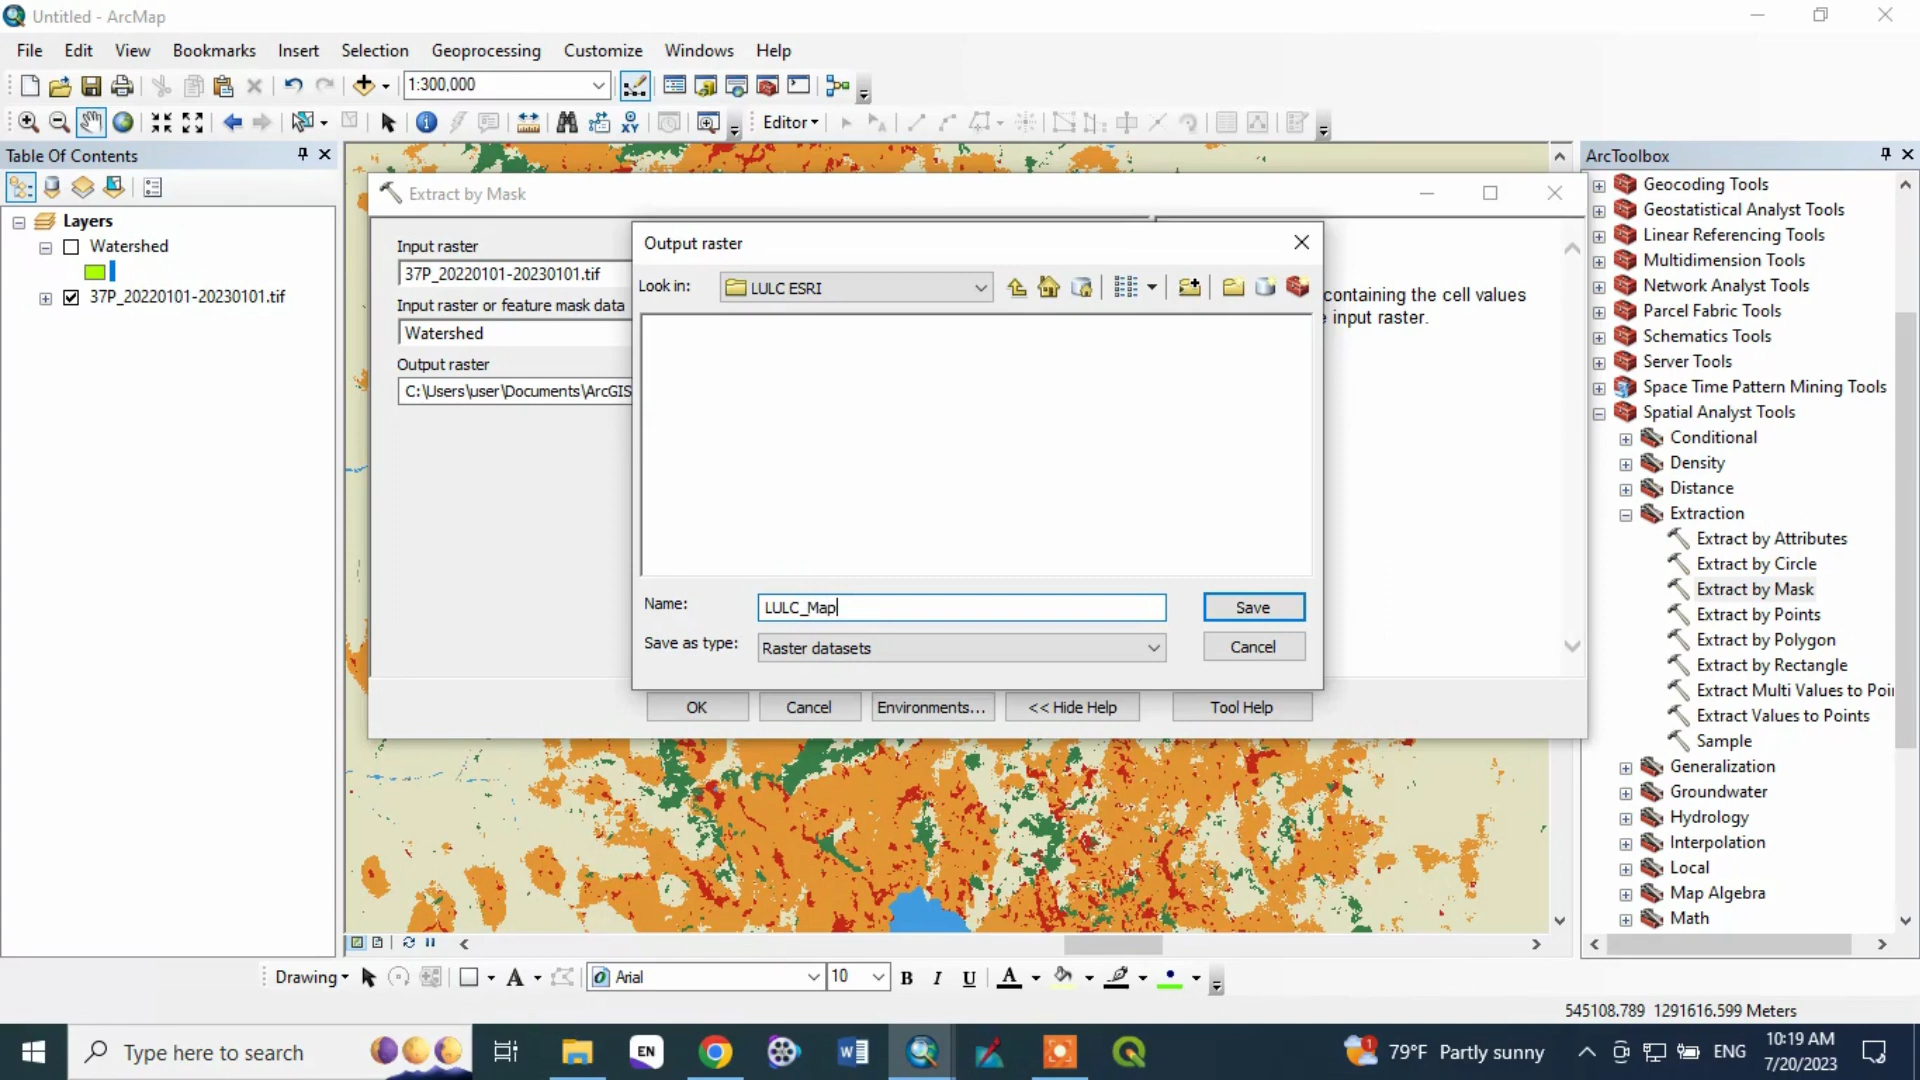 Untitled - ArcMap
File Edit View Bookmarks Insert Selection Geoprocessing Customize Windows Help
1:300,000
Editor
Table Of Contents
Layers
Watershed
37P_20220101-20230101.tif
Extract by Mask
Input raster
37P_20220101-20230101.tif
Input raster or feature mask data
Watershed
Output raster
C:\Users\user\Documents\ArcGIS
containing the cell values
input raster.
OK Cancel Environments... << Hide Help Tool Help
Output raster
Look in: LULC ESRI
Name: LULC_Map Save
Save as type: Raster datasets Cancel
ArcToolbox
Geocoding Tools
Geostatistical Analyst Tools
Linear Referencing Tools
Multidimension Tools
Network Analyst Tools
Parcel Fabric Tools
Schematics Tools
Server Tools
Space Time Pattern Mining Tools
Spatial Analyst Tools
Conditional
Density
Distance
Extraction
Extract by Attributes
Extract by Circle
Extract by Mask
Extract by Points
Extract by Polygon
Extract by Rectangle
Extract Multi Values to Poi
Extract Values to Points
Sample
Generalization
Groundwater
Hydrology
Interpolation
Local
Map Algebra
Math
Drawing A Arial 10 B I U A
545108.789 1291616.599 Meters
Type here to search EN 1 79°F Partly sunny ENG 10:19 AM
7/20/2023